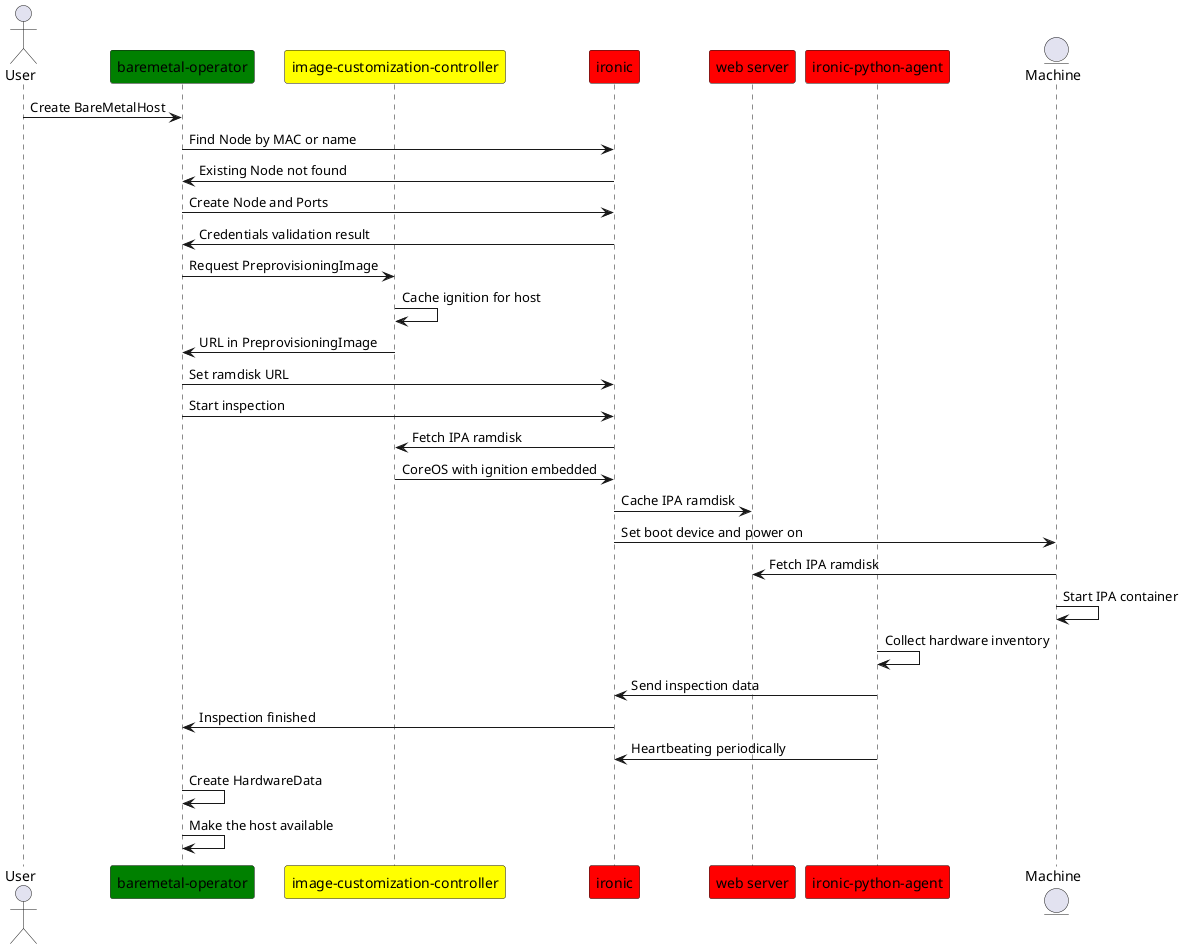 User
baremetal-operator
image-customization-controller
ironic
web server
ironic-python-agent
Machine
Create BareMetalHost
Find Node by MAC or name
Existing Node not found
Create Node and Ports
Credentials validation result
Request PreprovisioningImage
Cache ignition for host
URL in PreprovisioningImage
Set ramdisk URL
Start inspection
Fetch IPA ramdisk
CoreOS with ignition embedded
Cache IPA ramdisk
Set boot device and power on
Fetch IPA ramdisk
Start IPA container
Collect hardware inventory
Send inspection data
Inspection finished
Heartbeating periodically
Create HardwareData
Make the host available
User
baremetal-operator
image-customization-controller
ironic
web server
ironic-python-agent
Machine